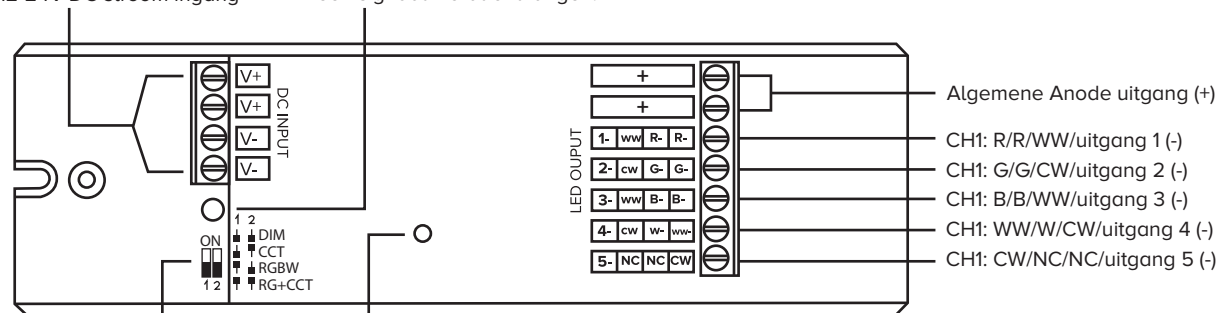 Algemene Anode uitgang (+)
V+
V+
V-
V-
DC INPUT
+
+
LED OUPUT
1- WW R- R-
2- CW G- G-
3- WW B- B-
4- CW W- WW-
5- NC NC CW
CH1: R/R/WW/uitgang 1 (-)
CH1: G/G/CW/uitgang 2 (-)
CH1: B/B/WW/uitgang 3 (-)
CH1: WW/W/CW/uitgang 4 (-)
CH1: CW/NC/NC/uitgang 5 (-)
1 2
DIM
CCT
RGBW
RG+CCT
ON
1 2